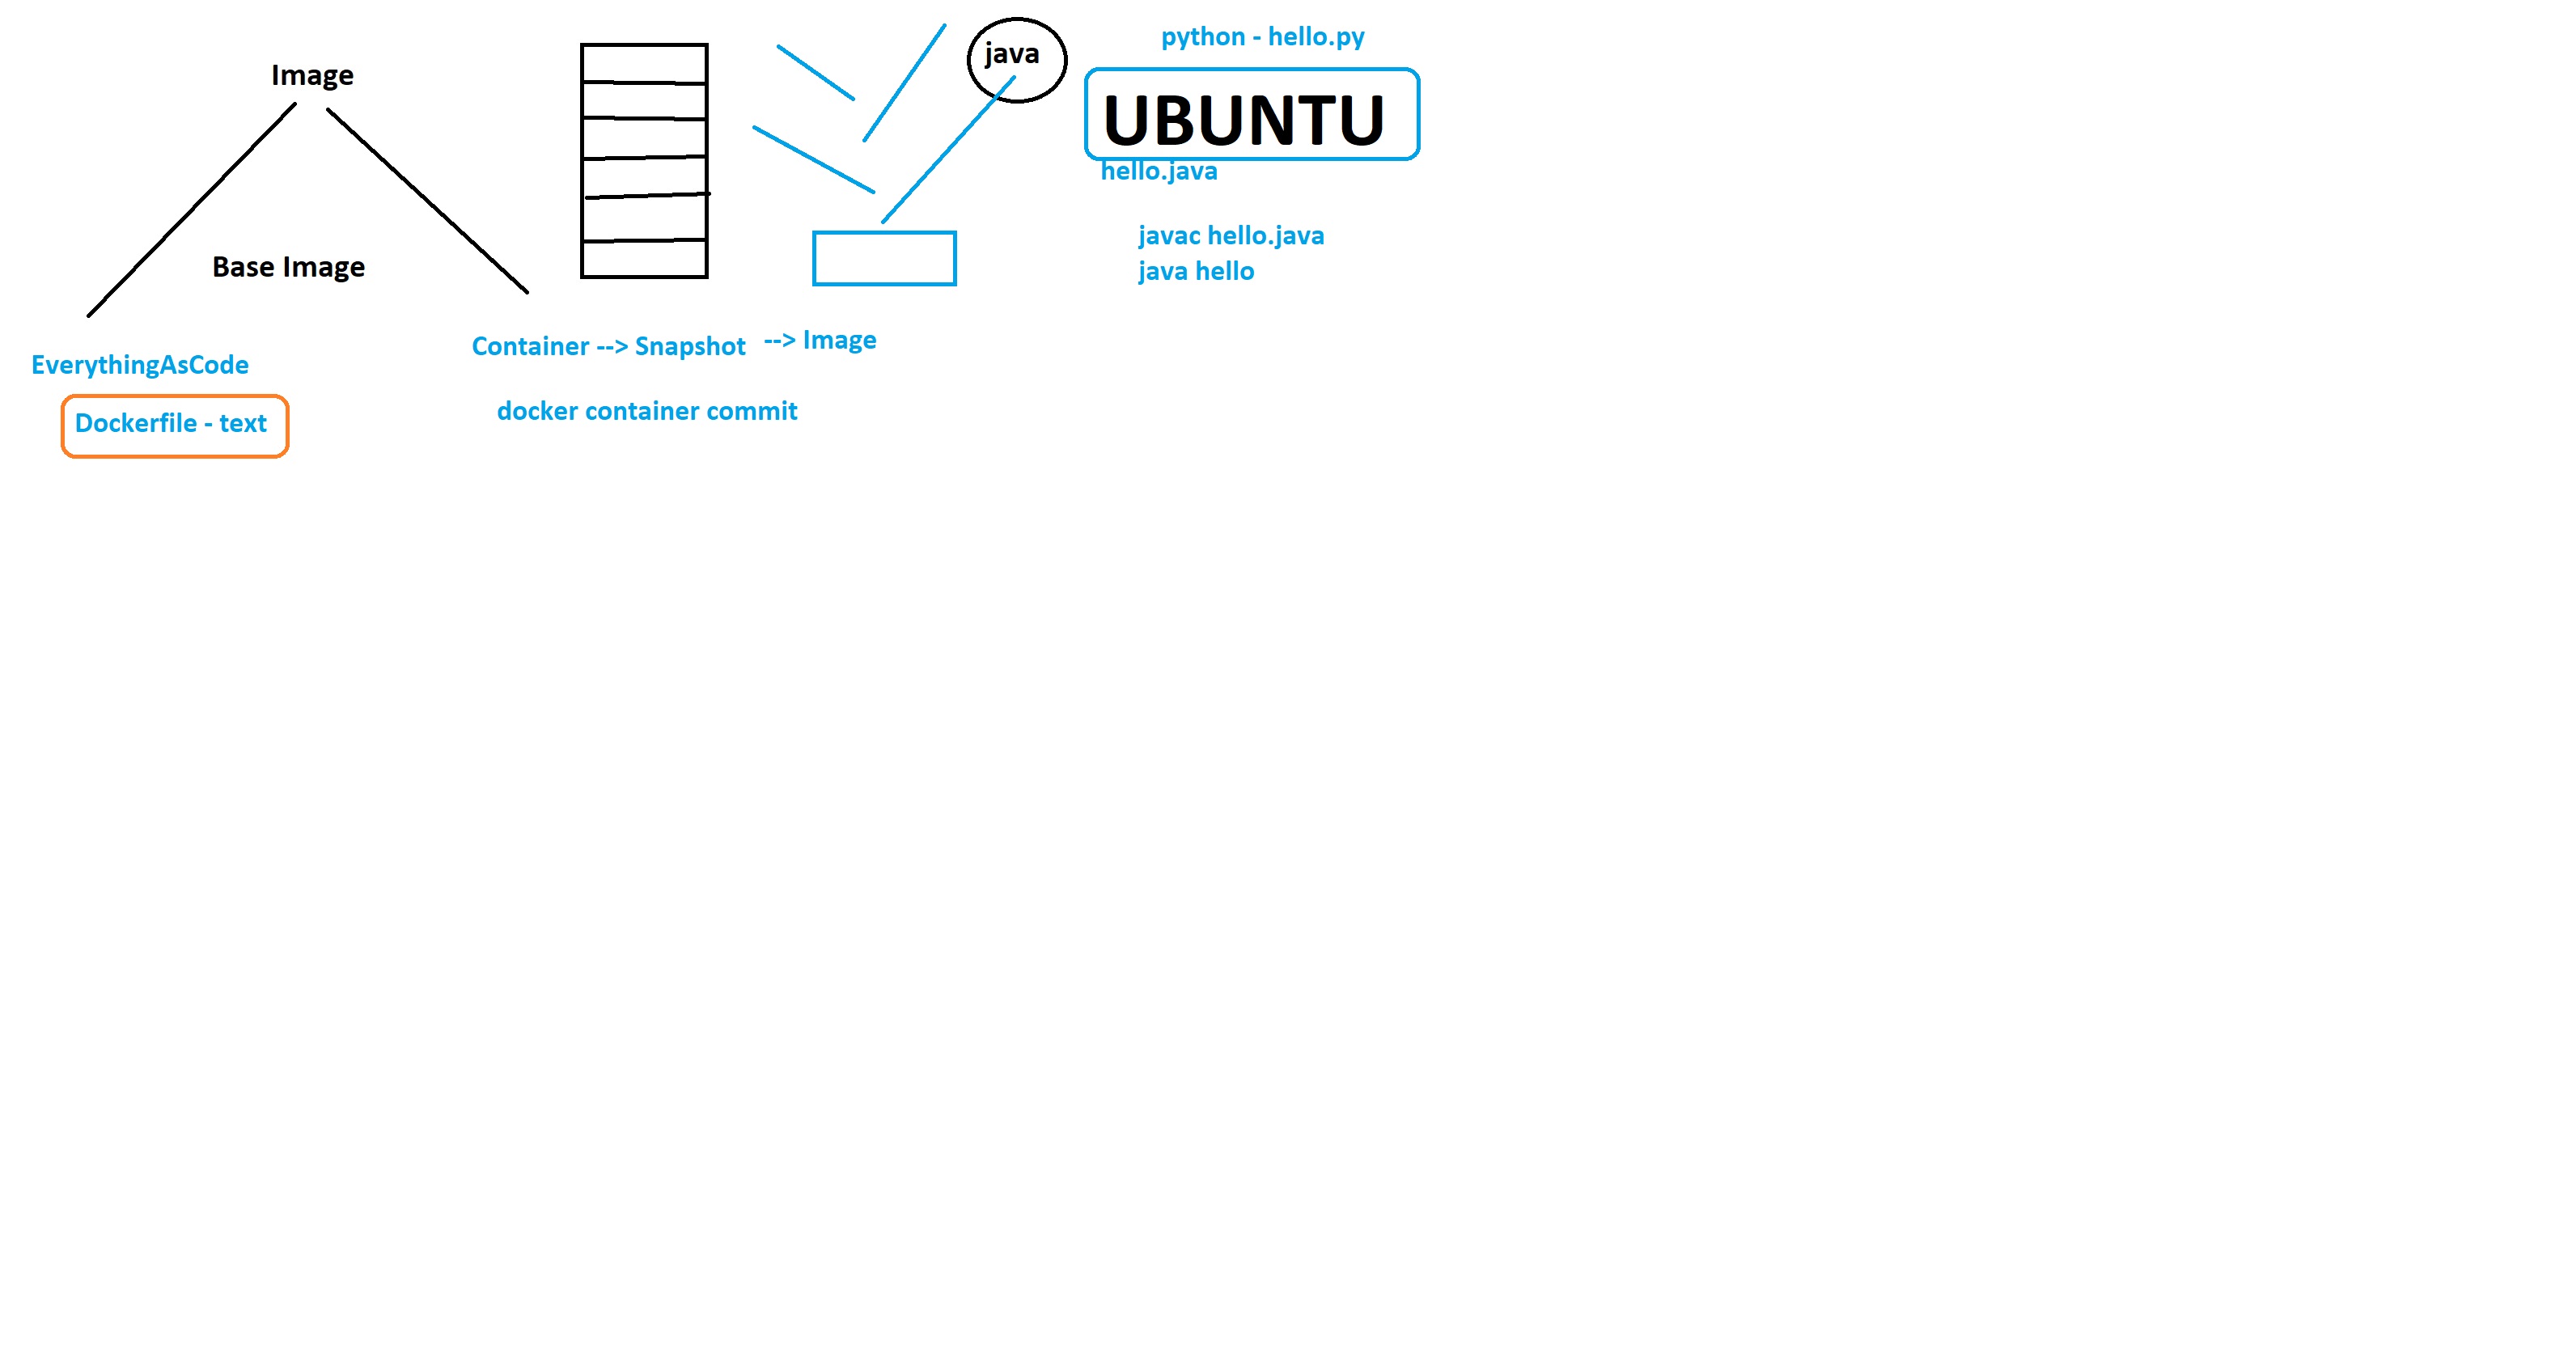 Image
Base Image
EverythingAsCode
Dockerfile - text
Container --> Snapshot --> Image
docker container commit
java
python - hello.py
UBUNTU
hello.java
javac hello.java
java hello